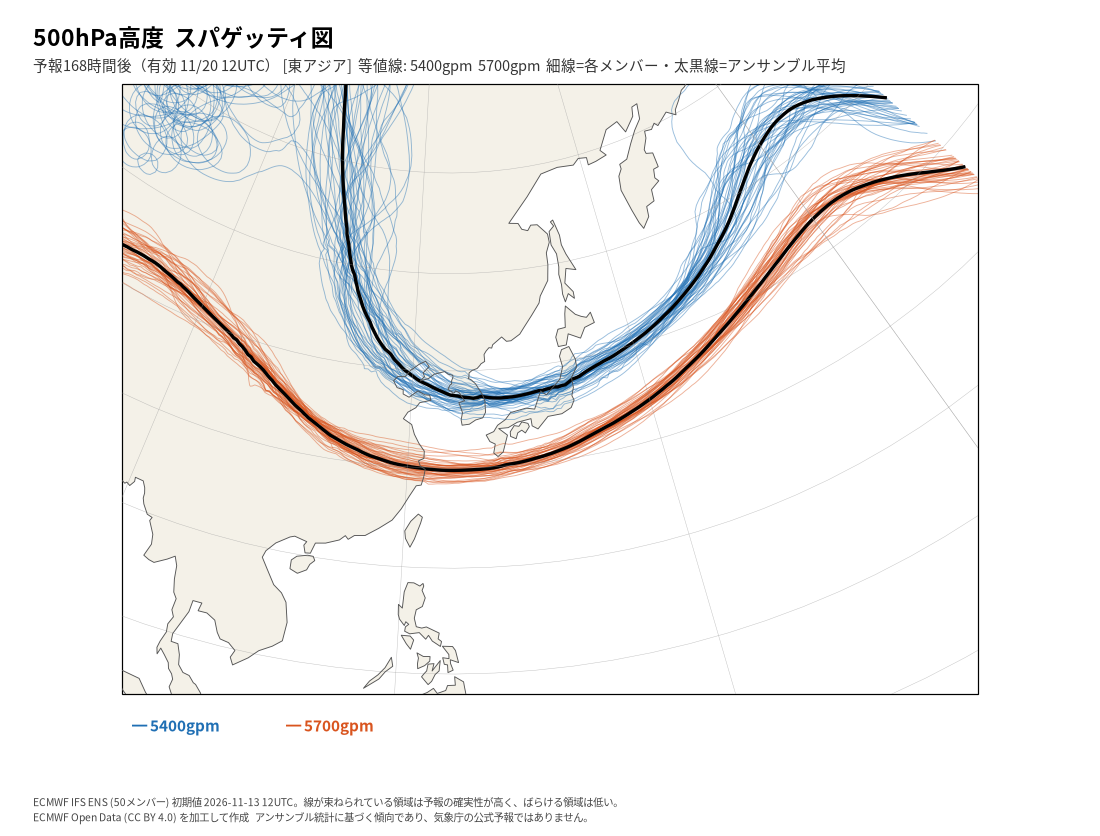 500hPa高度 スパゲッティ図
予報168時間後（有効 11/20 12UTC） [東アジア] 等値線: 5400gpm 5700gpm 細線=各メンバー・太黒線=アンサンブル平均
5400gpm
5700gpm
ECMWF IFS ENS (50メンバー) 初期値 2026-11-13 12UTC。線が束ねられている領域は予報の確実性が高く、ばらける領域は低い。
ECMWF Open Data (CC BY 4.0) を加工して作成 アンサンブル統計に基づく傾向であり、気象庁の公式予報ではありません。